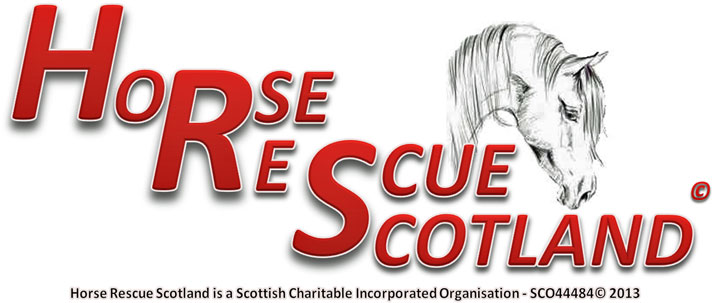 HORSE
RESCUE
SCOTLAND ©
Horse Rescue Scotland is a Scottish Charitable Incorporated Organisation - SCO44484© 2013